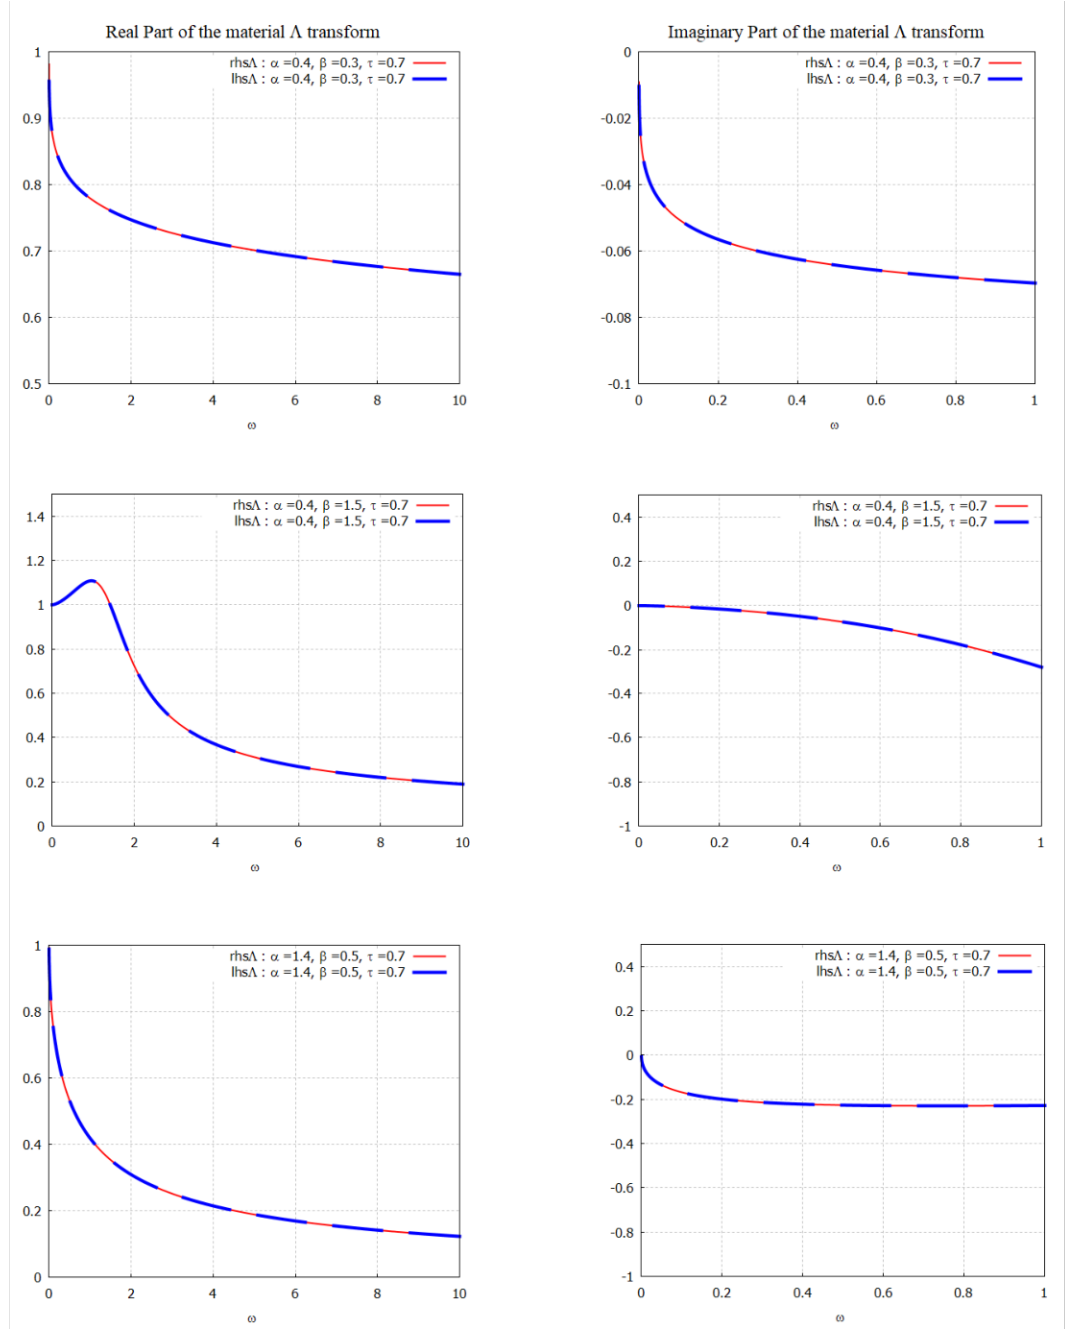 Real Part of the material Λ transform
1
rhsΛ : α =0.4, β =0.3, τ =0.7
lhsΛ : α =0.4, β =0.3, τ =0.7
0.9
0.8
0.7
0.6
0.5
0 2 4 6 8 10
ω
Imaginary Part of the material Λ transform
0
rhsΛ : α =0.4, β =0.3, τ =0.7
lhsΛ : α =0.4, β =0.3, τ =0.7
-0.02
-0.04
-0.06
-0.08
-0.1
0 0.2 0.4 0.6 0.8 1
ω
rhsΛ : α =0.4, β =1.5, τ =0.7
lhsΛ : α =0.4, β =1.5, τ =0.7
1.4
1.2
1
0.8
0.6
0.4
0.2
0
0 2 4 6 8 10
ω
rhsΛ : α =0.4, β =1.5, τ =0.7
lhsΛ : α =0.4, β =1.5, τ =0.7
0.4
0.2
0
-0.2
-0.4
-0.6
-0.8
-1
0 0.2 0.4 0.6 0.8 1
ω
1
rhsΛ : α =1.4, β =0.5, τ =0.7
lhsΛ : α =1.4, β =0.5, τ =0.7
0.8
0.6
0.4
0.2
0
0 2 4 6 8 10
ω
rhsΛ : α =1.4, β =0.5, τ =0.7
lhsΛ : α =1.4, β =0.5, τ =0.7
0.4
0.2
0
-0.2
-0.4
-0.6
-0.8
-1
0 0.2 0.4 0.6 0.8 1
ω